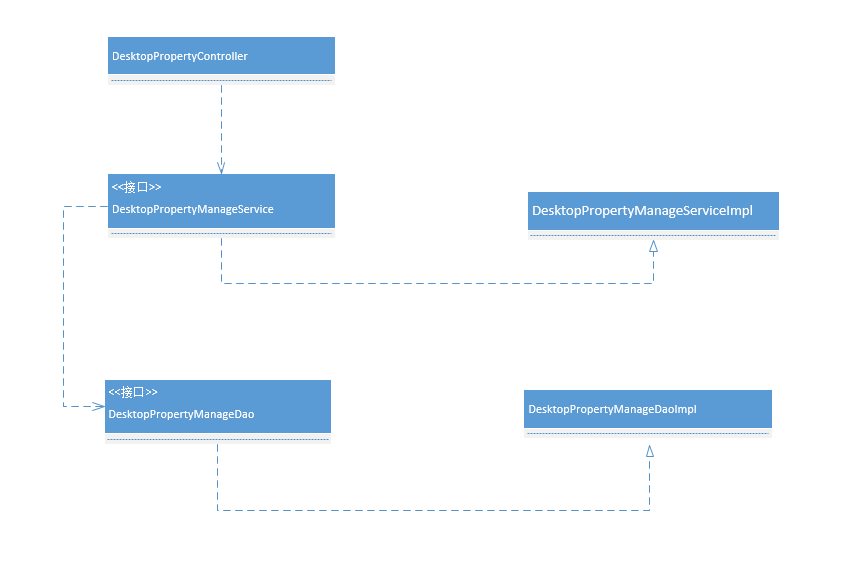 DesktopPropertyController
<<接口>>
DesktopPropertyManageService
DesktopPropertyManageServiceImpl
<<接口>>
DesktopPropertyManageDao
DesktopPropertyManageDaoImpl